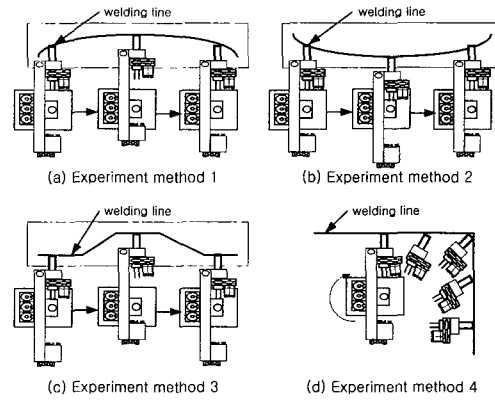 welding line
welding line
(a) Experiment method 1
(b) Experiment method 2
welding line
welding line
(c) Experiment method 3
(d) Experiment method 4